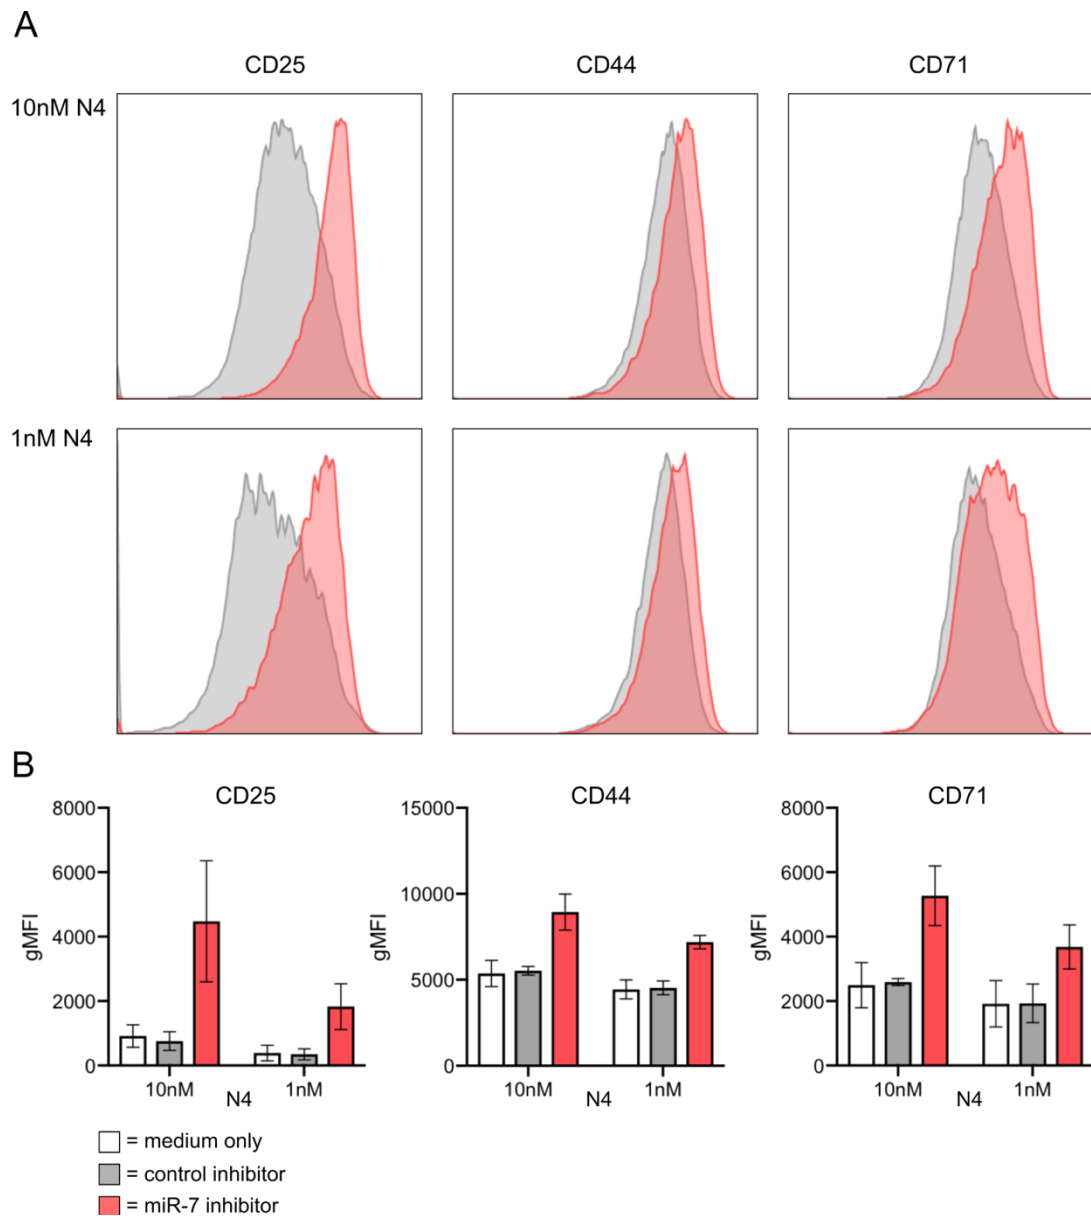 A
CD25 CD44 CD71
10nM N4
1nM N4
B
CD25 CD44 CD71
8000 15000 8000
6000 6000
10000
4000 4000
5000
2000 2000
0 0 0
gMFI gMFI gMFI
10nM 1nM 10nM 1nM 10nM 1nM
N4 N4 N4
= medium only
= control inhibitor
= miR-7 inhibitor